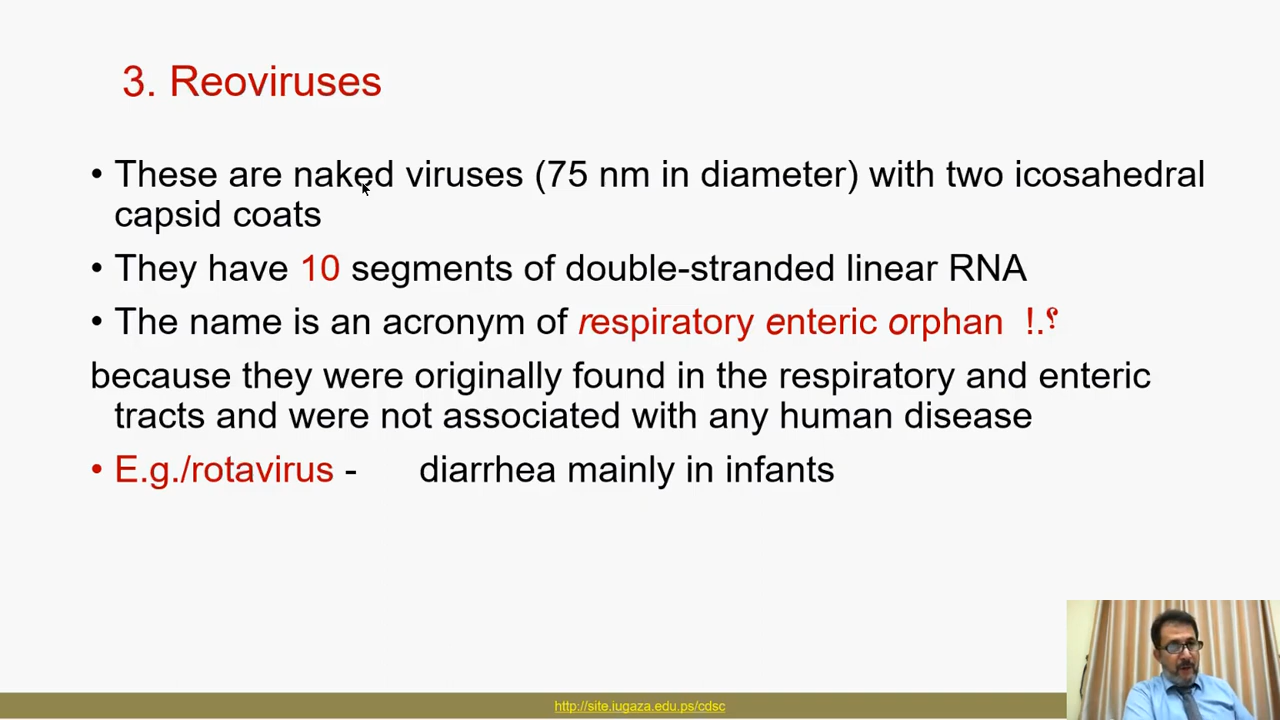 3. Reoviruses
• These are naked viruses (75 nm in diameter) with two icosahedral
capsid coats
• They have 10 segments of double-stranded linear RNA
• The name is an acronym of respiratory enteric orphan !.؟
because they were originally found in the respiratory and enteric
tracts and were not associated with any human disease
• E.g./rotavirus - diarrhea mainly in infants
http://site.iugaza.edu.ps/cdsc